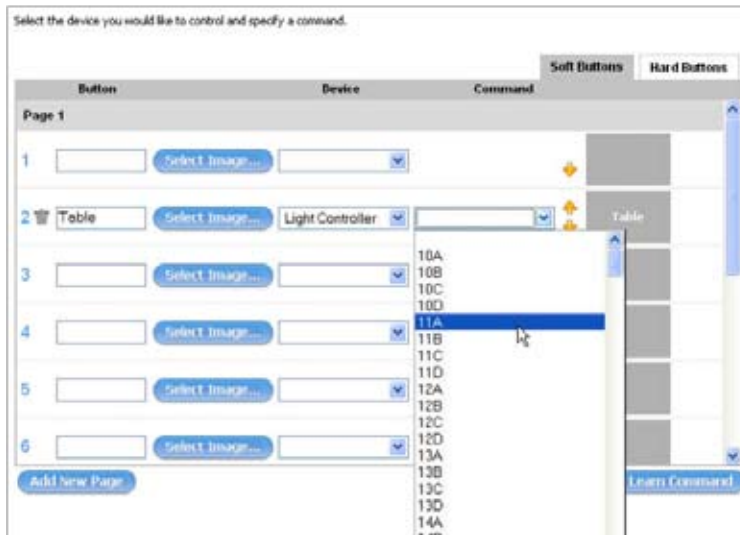 Select the device you would like to control and specify a command.
Soft Buttons Hard Buttons
Button Device Command
Page 1
1 Select Image...
2 Table Select Image... Light Controller Table
10A
10B
3 Select Image... 10C
10D
11A
4 Select Image... 11B
11C
11D
5 Select Image... 12A
12B
12C
12D
6 Select Image... 13A
13B
Add New Page 13C Learn Command
13D
14A